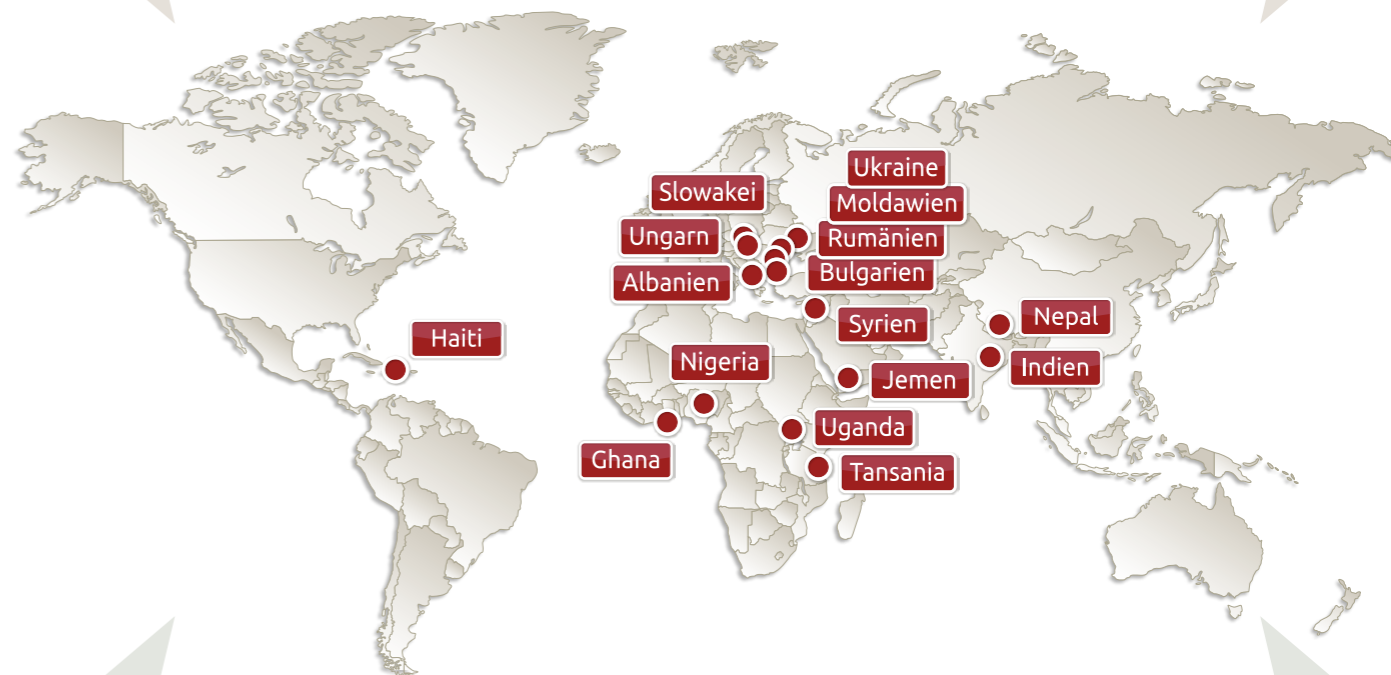 Ukraine
Slowakei
Moldawien
Ungarn
Rumänien
Albanien
Bulgarien
Syrien
Nepal
Haiti
Nigeria
Indien
Jemen
Uganda
Ghana
Tansania